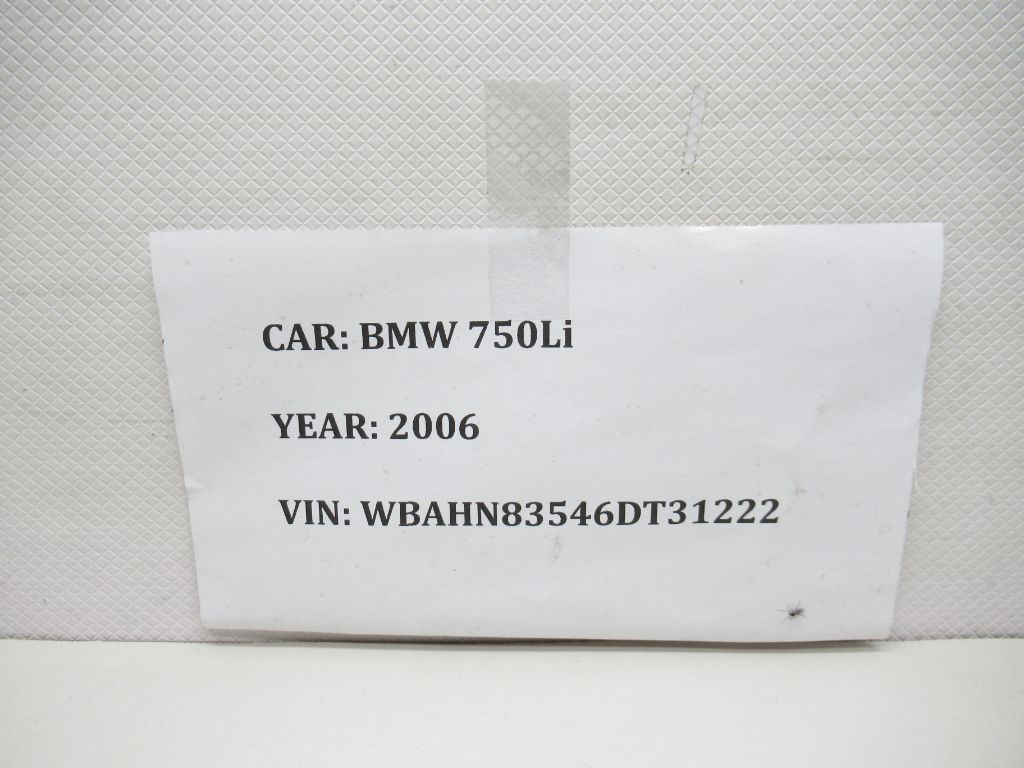 CAR: BMW 750Li
YEAR: 2006
VIN: WBAHN83546DT31222